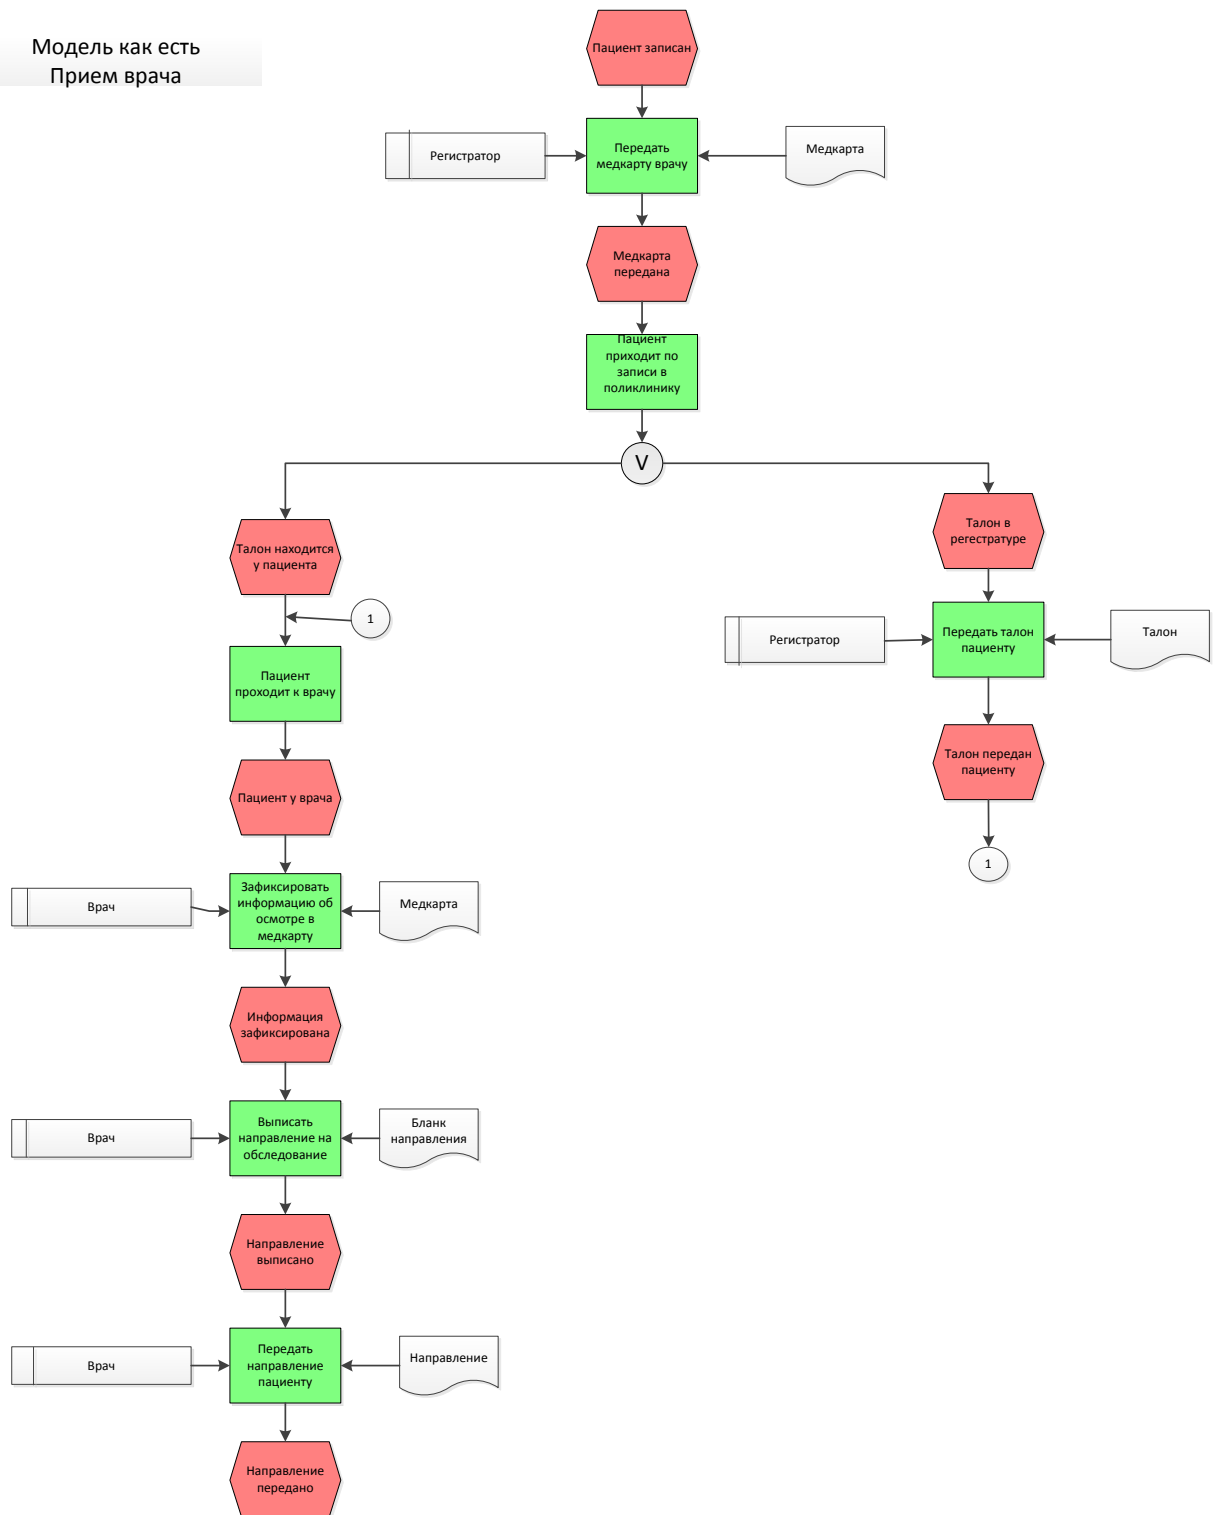 Модель как есть
Прием врача
Пациент записан
Регистратор
Передать
медкарту врачу
Медкарта
Медкарта
передана
Пациент
приходит по
записи в
поликлинику
V
Талон находится
у пациента
1
Пациент
проходит к врачу
Пациент у врача
Врач
Зафиксировать
информацию об
осмотре в
медкарту
Медкарта
Информация
зафиксирована
Врач
Выписать
направление на
обследование
Бланк
направления
Направление
выписано
Врач
Передать
направление
пациенту
Направление
Направление
передано
Талон в
регестратуре
Регистратор
Передать талон
пациенту
Талон
Талон передан
пациенту
1